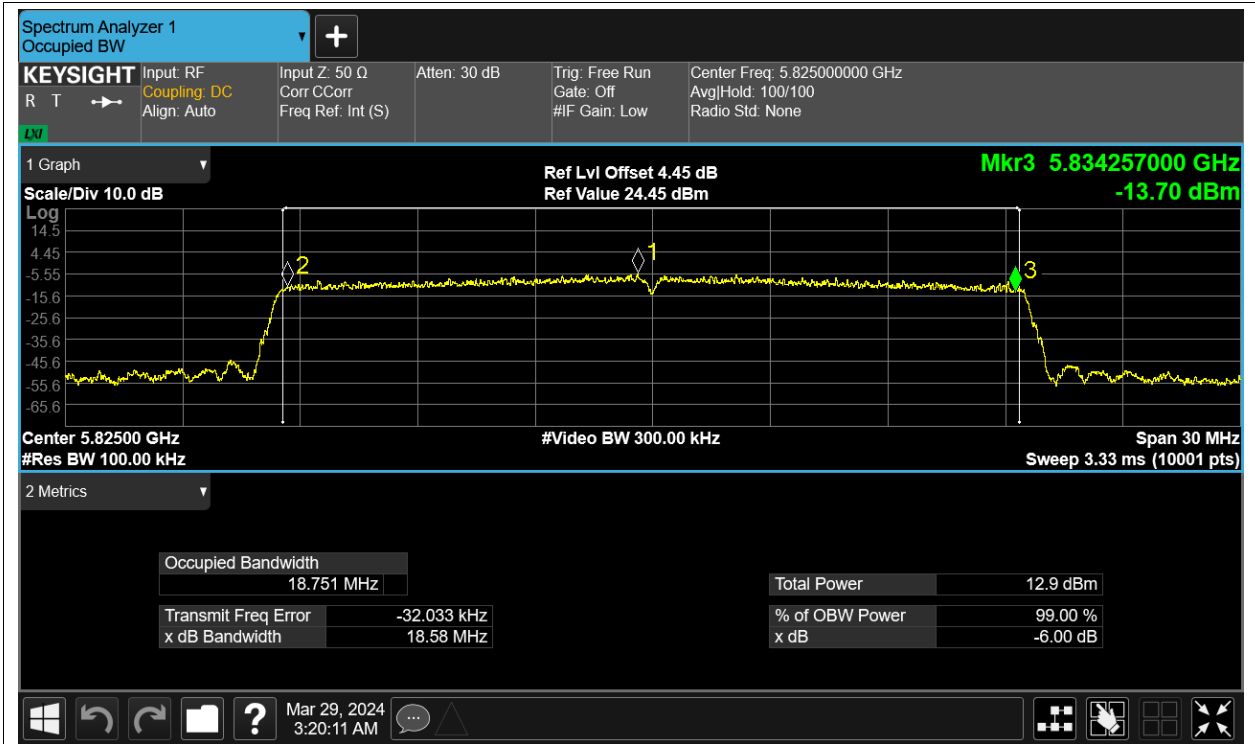 Spectrum Analyzer 1
Occupied BW
KEYSIGHT
R T
LXI
Input: RF
Coupling: DC
Align: Auto
Input Z: 50 Ω
Corr CCorr
Freq Ref: Int (S)
Atten: 30 dB
Trig: Free Run
Gate: Off
#IF Gain: Low
Center Freq: 5.825000000 GHz
Avg|Hold: 100/100
Radio Std: None
1 Graph
Scale/Div 10.0 dB
Ref Lvl Offset 4.45 dB
Ref Value 24.45 dBm
Mkr3 5.834257000 GHz
-13.70 dBm
Log
14.5
4.45
-5.55
-15.6
-25.6
-35.6
-45.6
-55.6
-65.6
2
1
3
Center 5.82500 GHz
#Res BW 100.00 kHz
#Video BW 300.00 kHz
Span 30 MHz
Sweep 3.33 ms (10001 pts)
2 Metrics
Occupied Bandwidth
18.751 MHz
Transmit Freq Error -32.033 kHz
x dB Bandwidth 18.58 MHz
Total Power 12.9 dBm
% of OBW Power 99.00 %
x dB -6.00 dB
?
Mar 29, 2024
3:20:11 AM